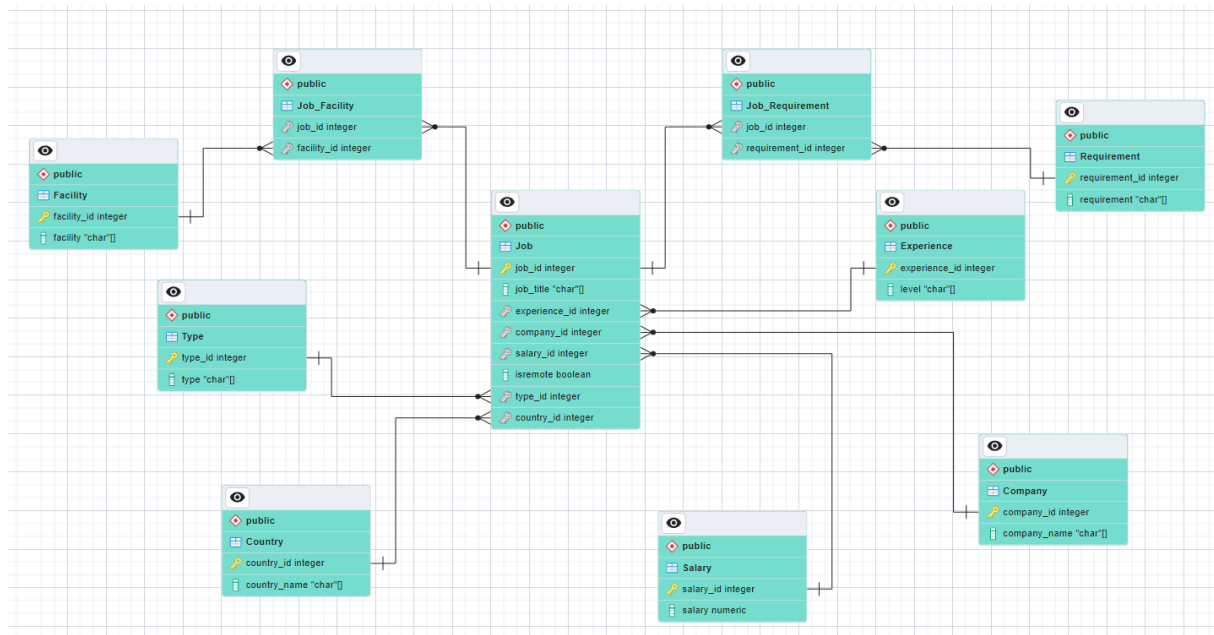 public
Job_Facility
job_id integer
facility_id integer
public
Job_Requirement
job_id integer
requirement_id integer
public
Requirement
requirement_id integer
requirement "char"[]
public
Facility
facility_id integer
facility "char"[]
public
Job
job_id integer
job_title "char"[]
experience_id integer
company_id integer
salary_id integer
isremote boolean
type_id integer
country_id integer
public
Experience
experience_id integer
level "char"[]
public
Type
type_id integer
type "char"[]
public
Company
company_id integer
company_name "char"[]
public
Country
country_id integer
country_name "char"[]
public
Salary
salary_id integer
salary numeric